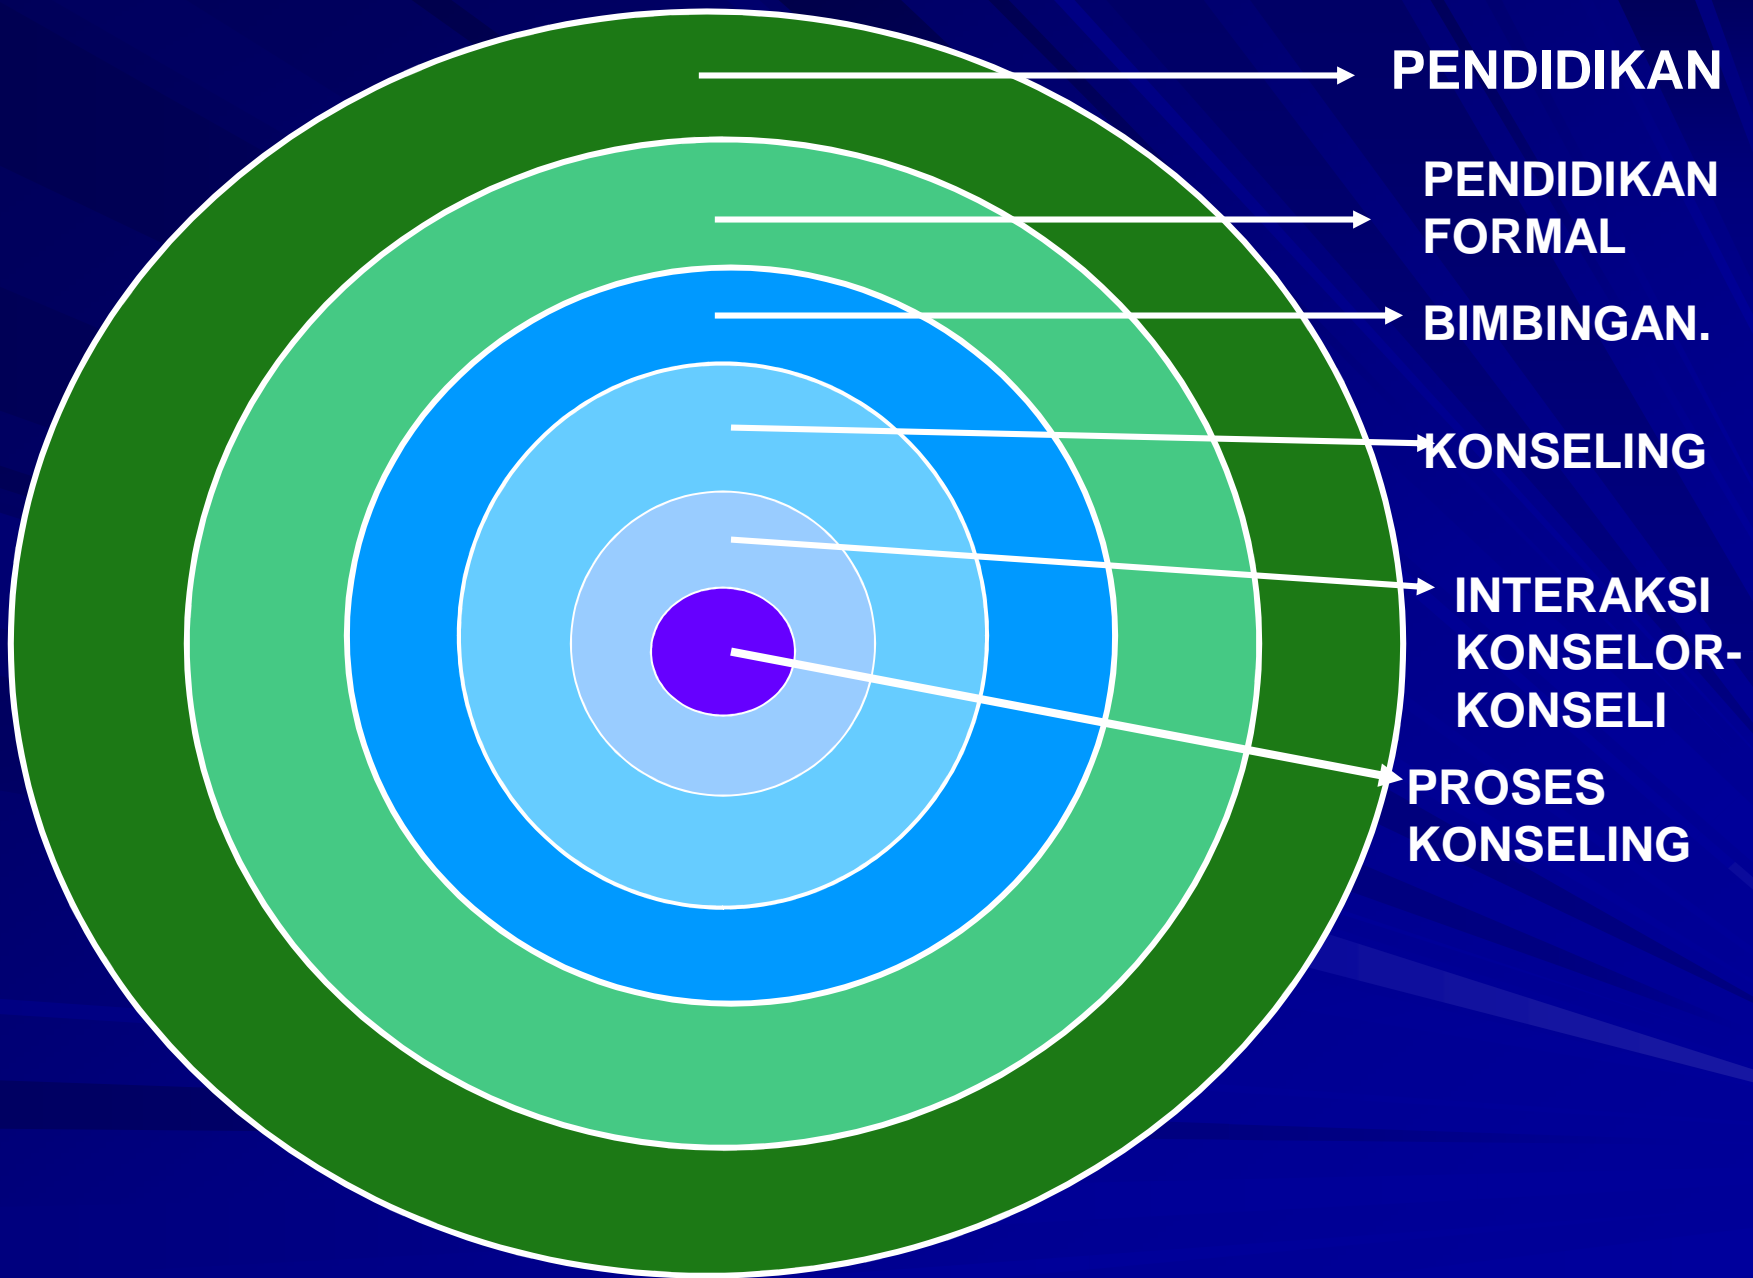 PENDIDIKAN
PENDIDIKAN
FORMAL
BIMBINGAN.
KONSELING
INTERAKSI
KONSELOR-
KONSELI
PROSES
KONSELING